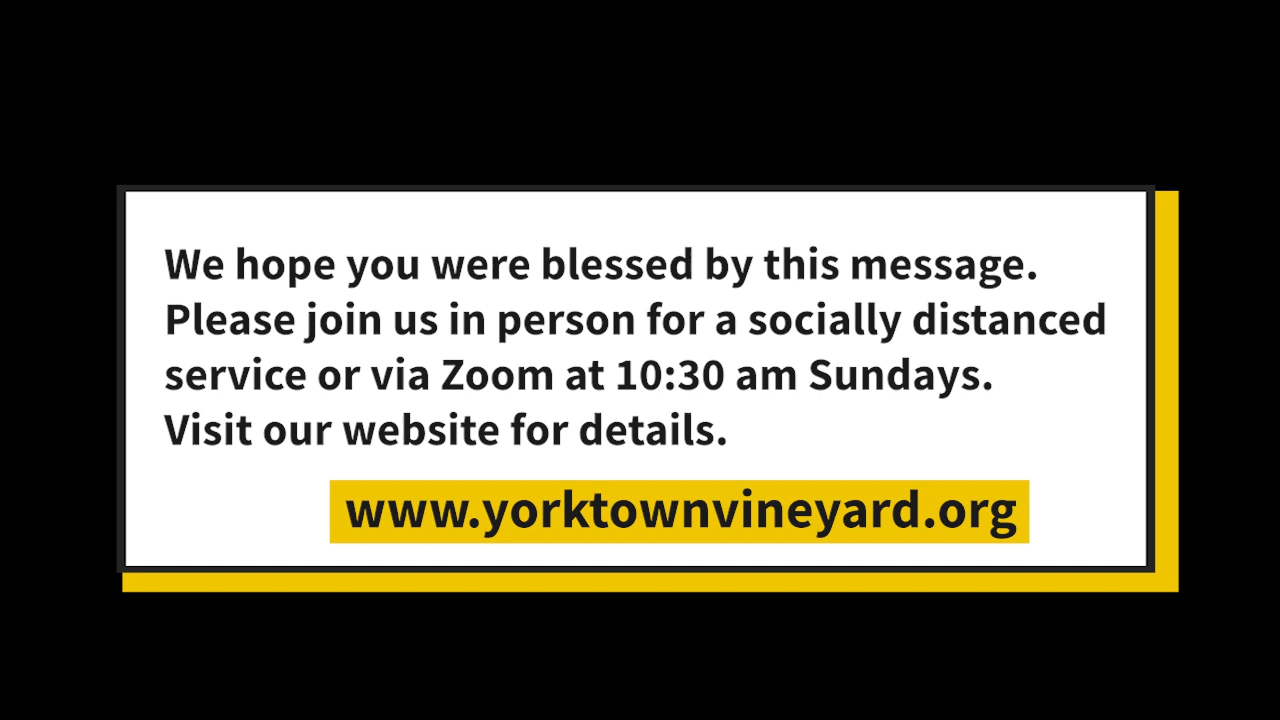 We hope you were blessed by this message.
Please join us in person for a socially distanced
service or via Zoom at 10:30 am Sundays.
Visit our website for details.
www.yorktownvineyard.org